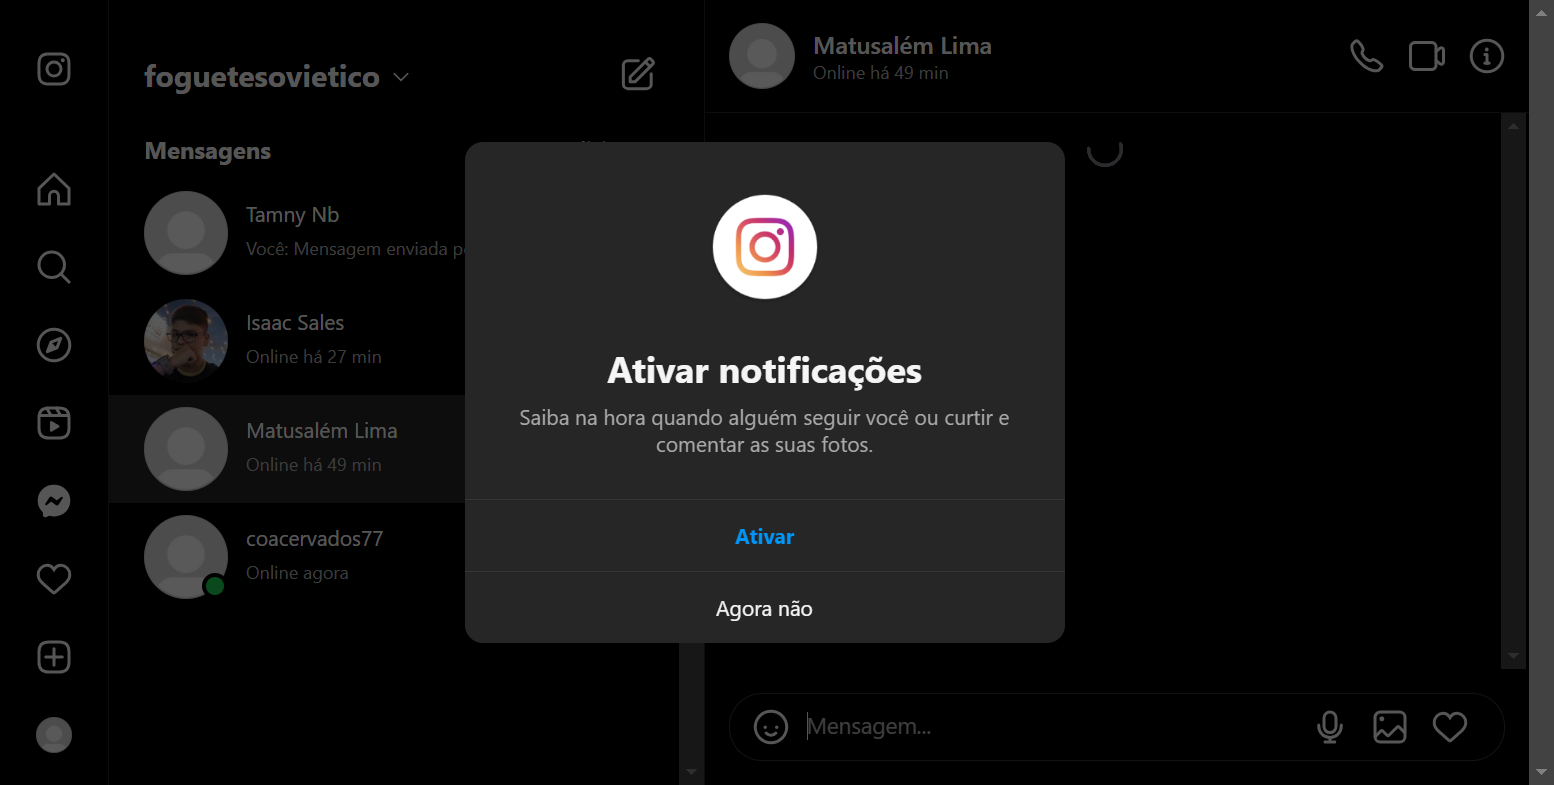 foguetesovietico
Mensagens
Tamny Nb
Você: Mensagem enviada
Isaac Sales
Online há 27 min
Matusalém Lima
Online há 49 min
coacervados77
Online agora
Matusalém Lima
Online há 49 min
Ativar notificações
Saiba na hora quando alguém seguir você ou curtir e
comentar as suas fotos.
Ativar
Agora não
Mensagem...